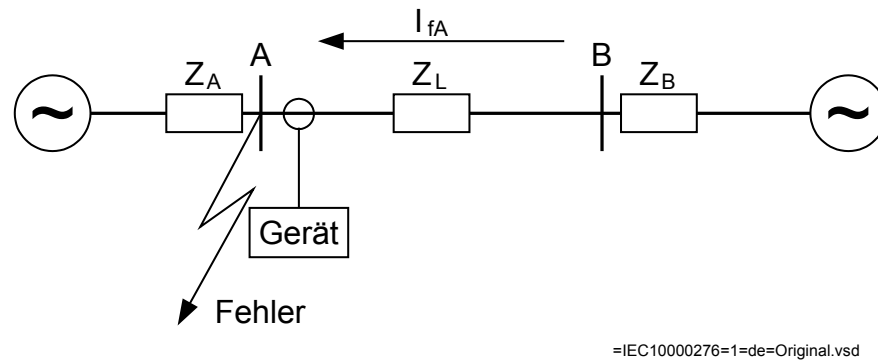 I fA
A
B
Z A
Z L
Z B
~
~
Gerät
Fehler
=IEC10000276=1=de=Original.vsd